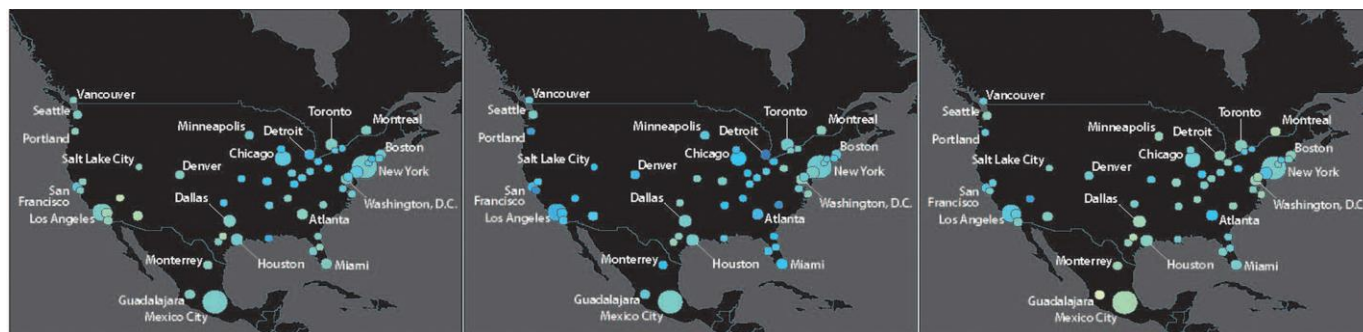 Vancouver
Seattle
Portland
Salt Lake City
San
Francisco
Los Angeles
Denver
Minneapolis
Chicago
Detroit
Toronto
Montreal
Boston
New York
Washington, D.C.
Dallas
Atlanta
Houston
Miami
Monterrey
Guadalajara
Mexico City
Vancouver
Seattle
Portland
Salt Lake City
San
Francisco
Los Angeles
Denver
Minneapolis
Chicago
Detroit
Toronto
Montreal
Boston
New York
Washington, D.C.
Dallas
Atlanta
Houston
Miami
Monterrey
Guadalajara
Mexico City
Vancouver
Seattle
Portland
Salt Lake City
San
Francisco
Los Angeles
Denver
Minneapolis
Chicago
Detroit
Toronto
Montreal
Boston
New York
Washington, D.C.
Dallas
Atlanta
Houston
Miami
Monterrey
Guadalajara
Mexico City